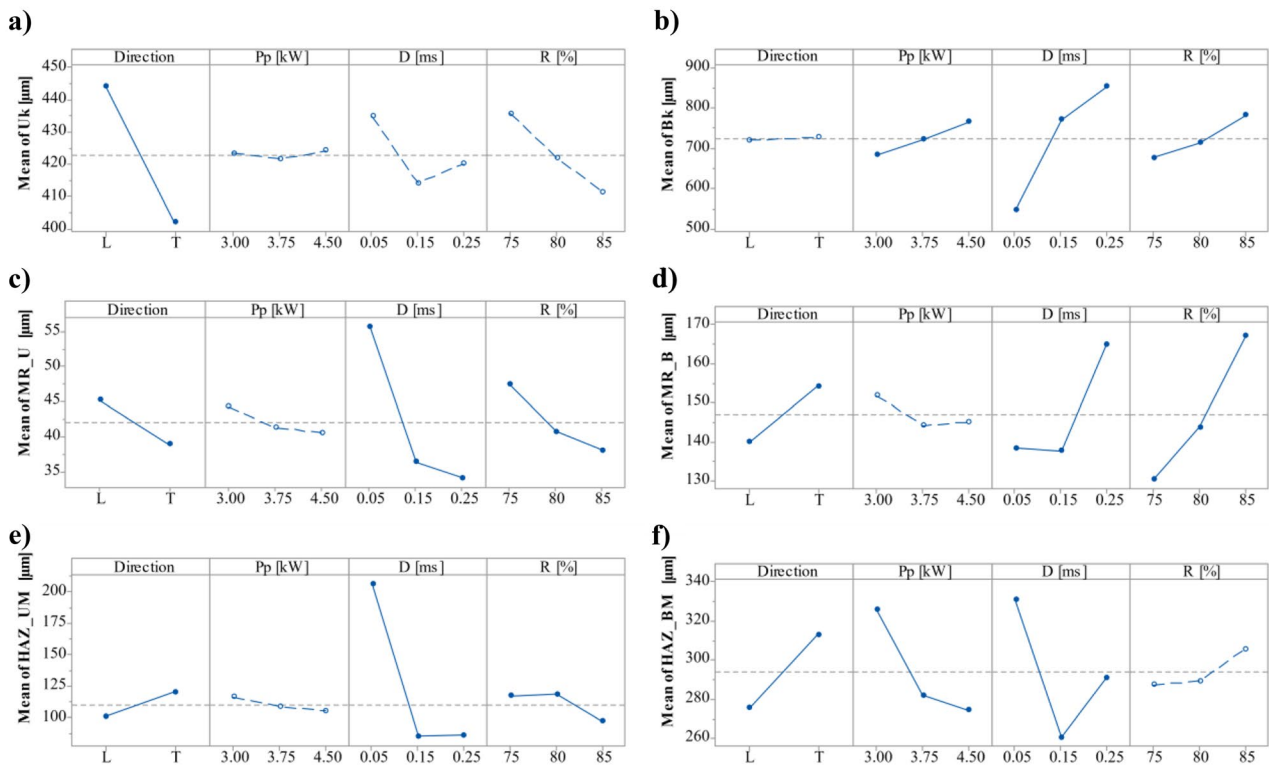 a)
Direction Pp [kW] D [ms] R [%]
Mean of Uk [µm]
450
440
430
420
410
400
L T 3.00 3.75 4.50 0.05 0.15 0.25 75 80 85
b)
Direction Pp [kW] D [ms] R [%]
Mean of Bk [µm]
900
800
700
600
500
L T 3.00 3.75 4.50 0.05 0.15 0.25 75 80 85
c)
Direction Pp [kW] D [ms] R [%]
Mean of MR_U [µm]
55
50
45
40
35
L T 3.00 3.75 4.50 0.05 0.15 0.25 75 80 85
d)
Direction Pp [kW] D [ms] R [%]
Mean of MR_B [µm]
170
160
150
140
130
L T 3.00 3.75 4.50 0.05 0.15 0.25 75 80 85
e)
Direction Pp [kW] D [ms] R [%]
Mean of HAZ_UM [µm]
200
175
150
125
100
L T 3.00 3.75 4.50 0.05 0.15 0.25 75 80 85
f)
Direction Pp [kW] D [ms] R [%]
Mean of HAZ_BM [µm]
340
320
300
280
260
L T 3.00 3.75 4.50 0.05 0.15 0.25 75 80 85